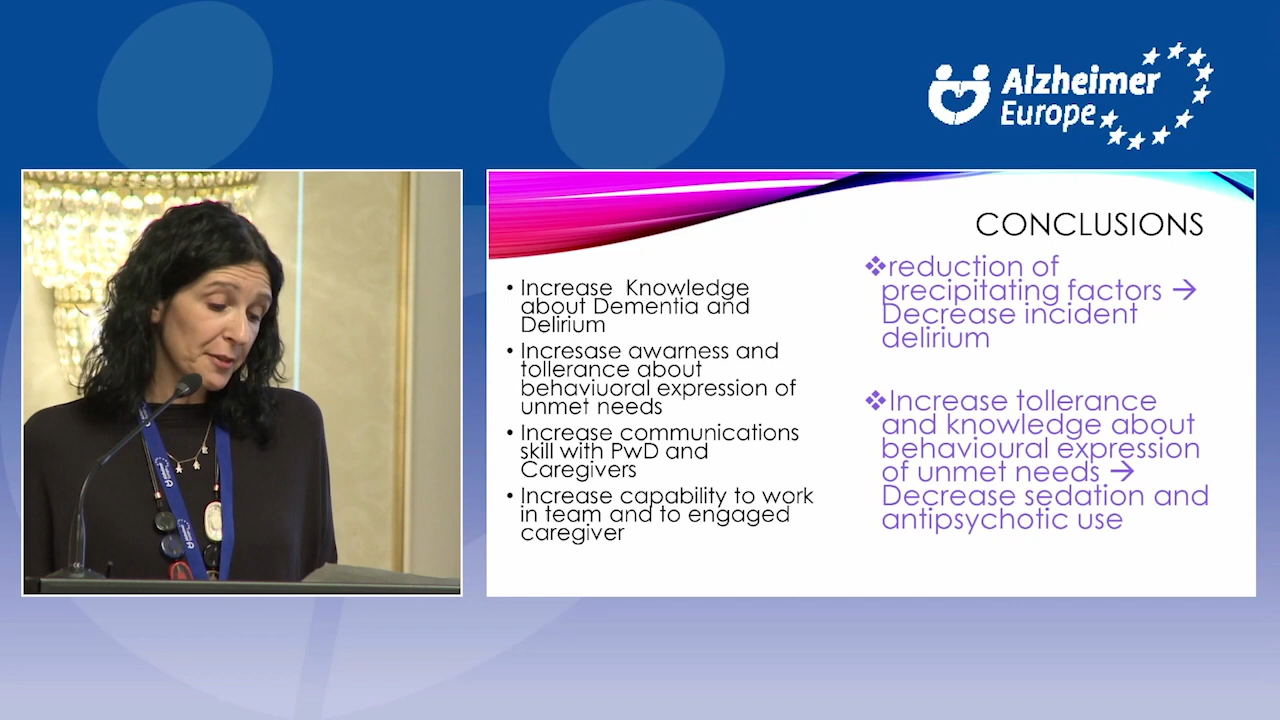 Alzheimer
Europe
CONCLUSIONS
• Increase Knowledge
about Dementia and
Delirium
• Incresase awarness and
tollerance about
behaviuoral expression of
unmet needs
• Increase communications
skill with PwD and
Caregivers
• Increase capability to work
in team and to engaged
caregiver
❖reduction of
precipitating factors →
Decrease incident
delirium
❖Increase tollerance
and knowledge about
behavioural expression
of unmet needs →
Decrease sedation and
antipsychotic use